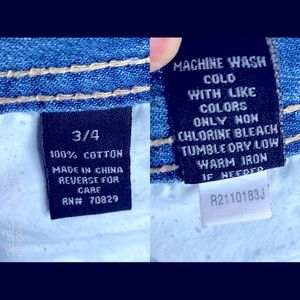 3/4
100% COTTON
MADE IN CHINA
REVERSE FOR
CARE
RN# 70829
MACHINE WASH
COLD
WITH LIKE
COLORS
ONLY NON
CHLORINE BLEACH
TUMBLE DRY LOW
WARM IRON
IF NEEDED
R2110183J